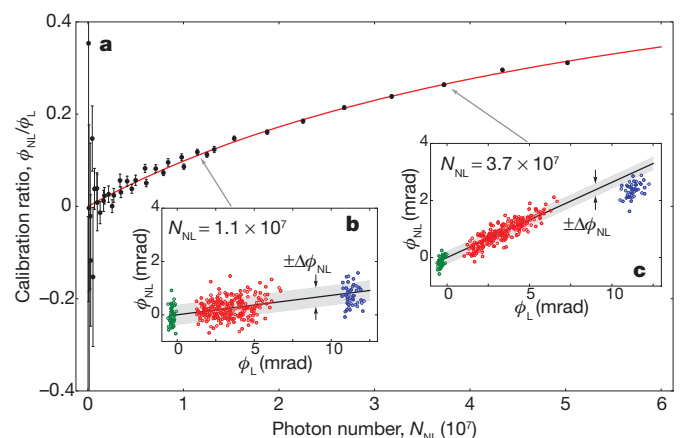 a
Calibration ratio, ϕNL/ϕL
0.4
0.2
0
−0.2
−0.4
0
1
2
3
4
5
6
Photon number, NNL (10⁷)
b
NNL = 1.1 × 10⁷
±ΔϕNL
ϕNL (mrad)
4
0
0
5
10
ϕL (mrad)
c
NNL = 3.7 × 10⁷
±ΔϕNL
ϕNL (mrad)
4
2
0
0
5
10
ϕL (mrad)